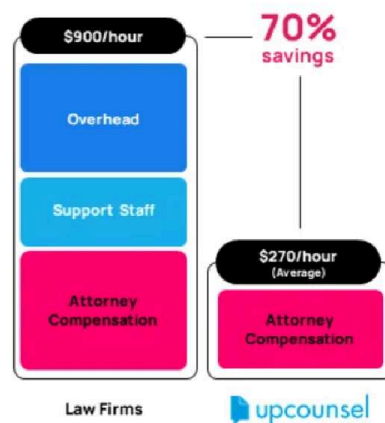 $900/hour
70%
savings
Overhead
Support Staff
Attorney
Compensation
$270/hour
(Average)
Attorney
Compensation
Law Firms
upcounsel